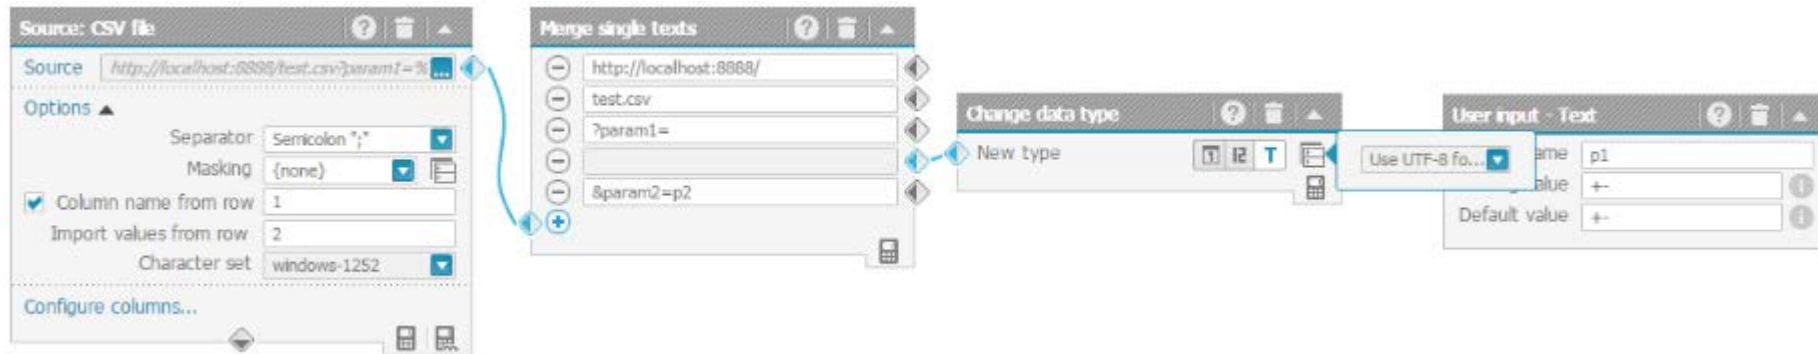 Source: CSV file
Source http://localhost:8888/test.csv?param1=% ...
Options
Separator Semicolon ";"
Masking {none}
Column name from row 1
Import values from row 2
Character set windows-1252
Configure columns...
Merge single texts
http://localhost:8888/
test.csv
?param1=
&param2=p2
Change data type
New type 1 12 T
Use UTF-8 fo...
User input - Text
ame p1
alue +-
Default value +-